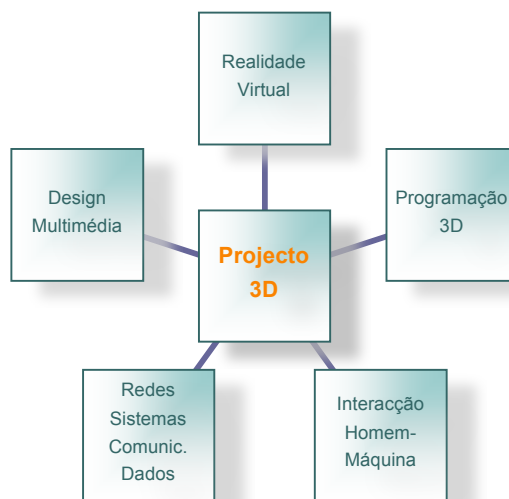 Realidade
Virtual
Design
Multimédia
Programação
3D
Projecto
3D
Redes
Sistemas
Comunic.
Dados
Interacção
Homem-
Máquina